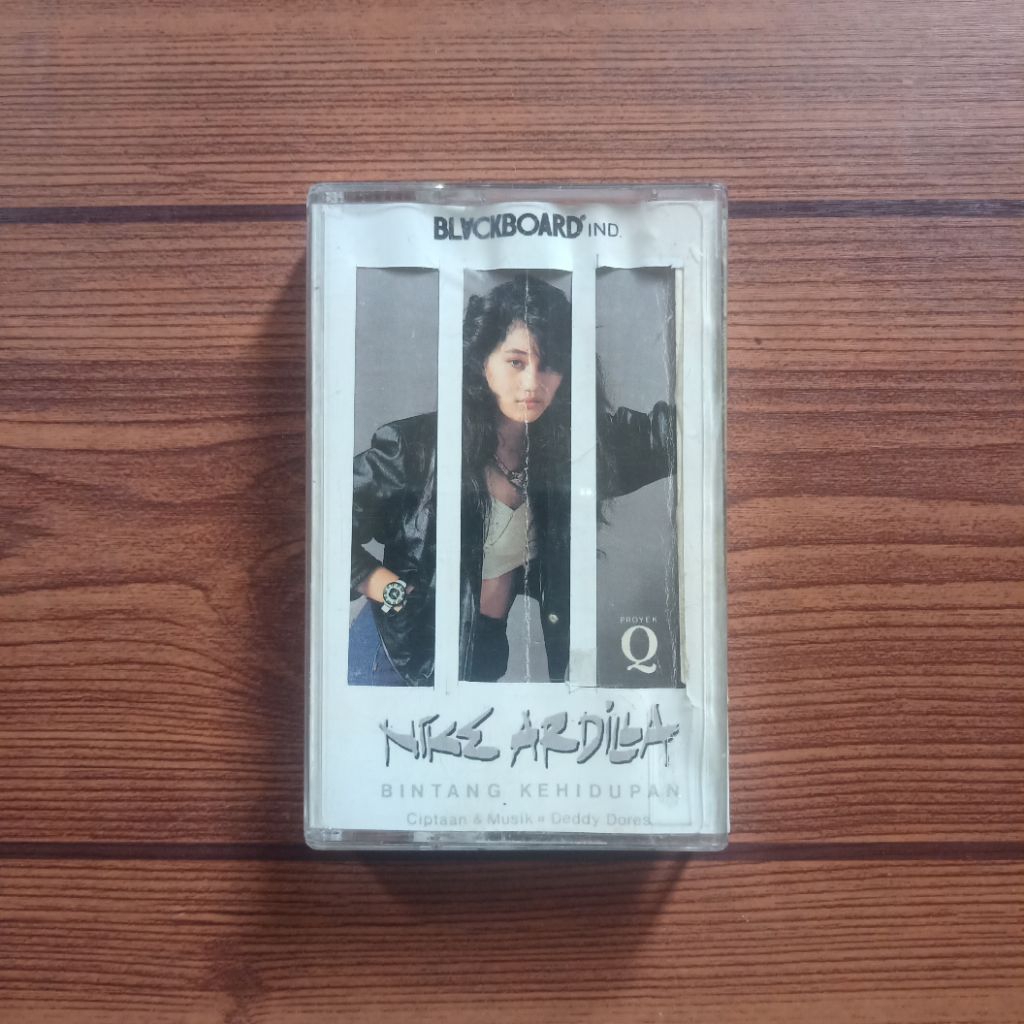 BLACKBOARD® IND.
PROYEK
Q
NIKE ARDILLA
BINTANG KEHIDUPAN
Ciptaan & Musik Deddy Dores